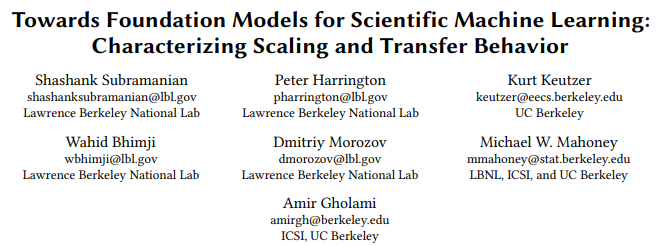 Towards Foundation Models for Scientific Machine Learning:
Characterizing Scaling and Transfer Behavior
Shashank Subramanian
shashanksubramanian@lbl.gov
Lawrence Berkeley National Lab
Peter Harrington
pharrington@lbl.gov
Lawrence Berkeley National Lab
Kurt Keutzer
keutzer@eecs.berkeley.edu
UC Berkeley
Wahid Bhimji
wbhimji@lbl.gov
Lawrence Berkeley National Lab
Dmitriy Morozov
dmorozov@lbl.gov
Lawrence Berkeley National Lab
Michael W. Mahoney
mmahoney@stat.berkeley.edu
LBNL, ICSI, and UC Berkeley
Amir Gholami
amirgh@berkeley.edu
ICSI, UC Berkeley